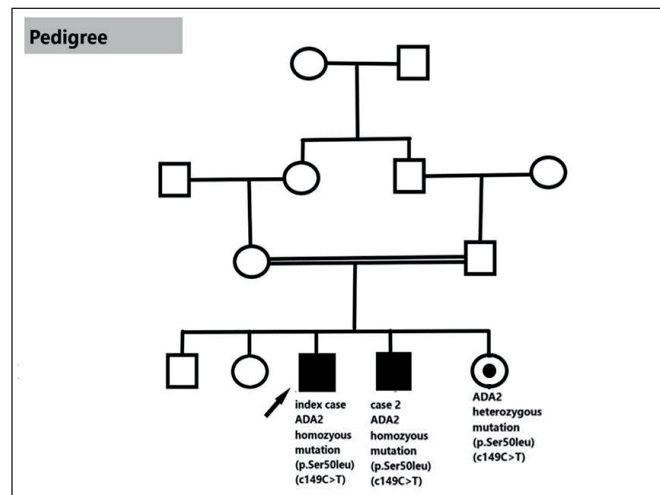 Pedigree
index case
ADA2
homozyous
mutation
(p.Ser50leu)
(c149C>T)
case 2
ADA2
homozyous
mutation
(p.Ser50leu)
(c149C>T)
ADA2
heterozygous
mutation
(p.Ser50leu)
(c149C>T)